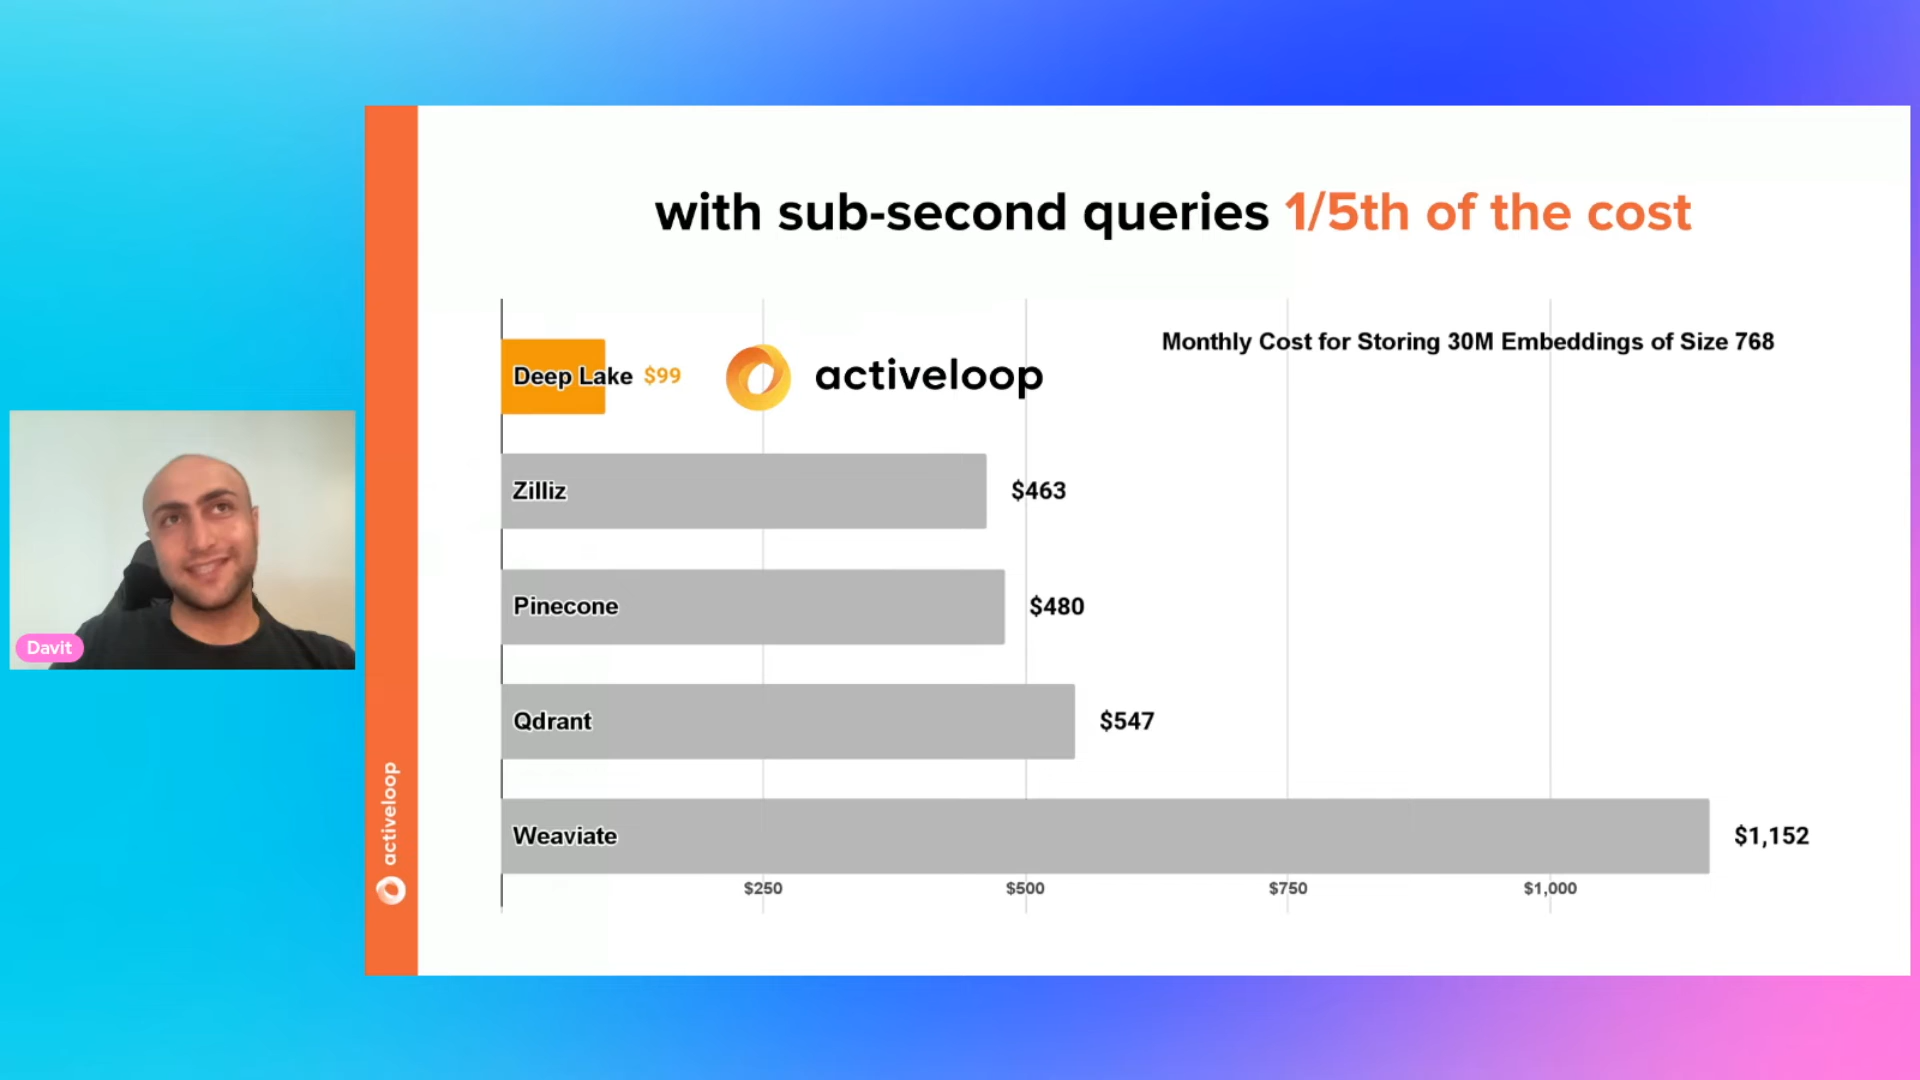 with sub-second queries 1/5th of the cost
Monthly Cost for Storing 30M Embeddings of Size 768
Deep Lake $99
activeloop
Zilliz $463
Pinecone $480
Qdrant $547
Weaviate $1,152
$250 $500 $750 $1,000
activeloop
Davit